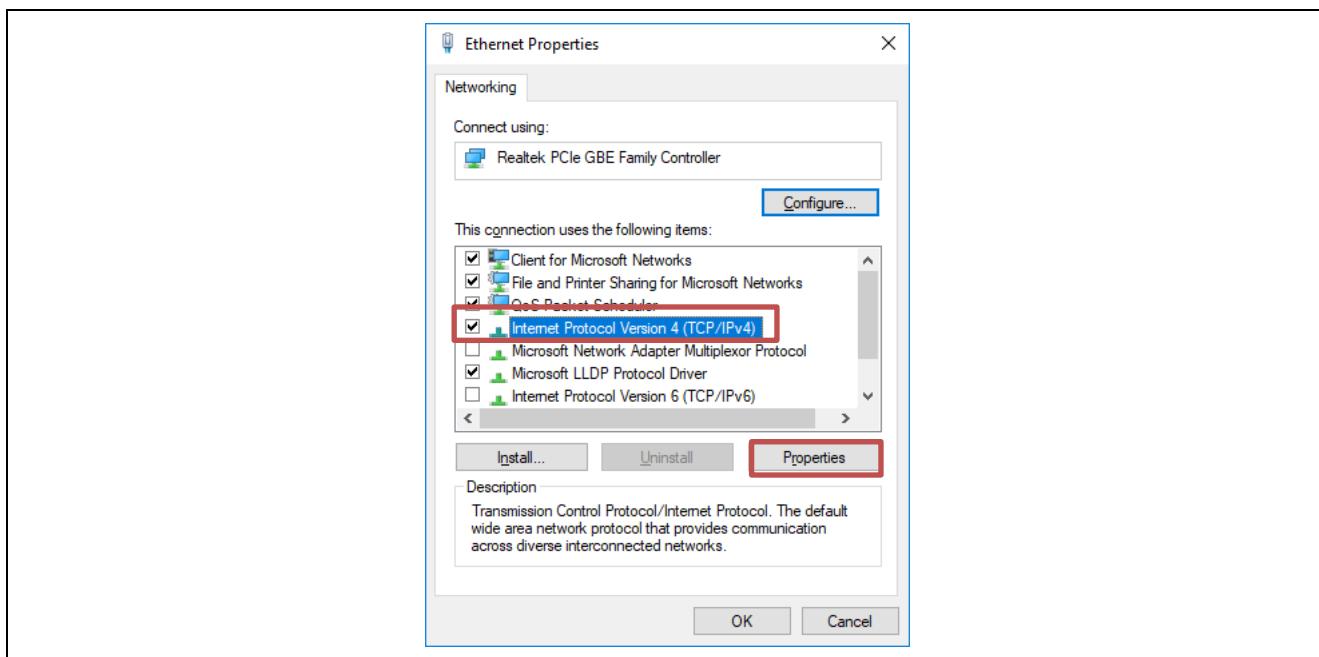 Ethernet Properties
Networking
Connect using:
Realtek PCIe GBE Family Controller
Configure...
This connection uses the following items:
Client for Microsoft Networks
File and Printer Sharing for Microsoft Networks
QoS Packet Scheduler
Internet Protocol Version 4 (TCP/IPv4)
Microsoft Network Adapter Multiplexor Protocol
Microsoft LLDP Protocol Driver
Internet Protocol Version 6 (TCP/IPv6)
Install... Uninstall Properties
Description
Transmission Control Protocol/Internet Protocol. The default
wide area network protocol that provides communication
across diverse interconnected networks.
OK Cancel